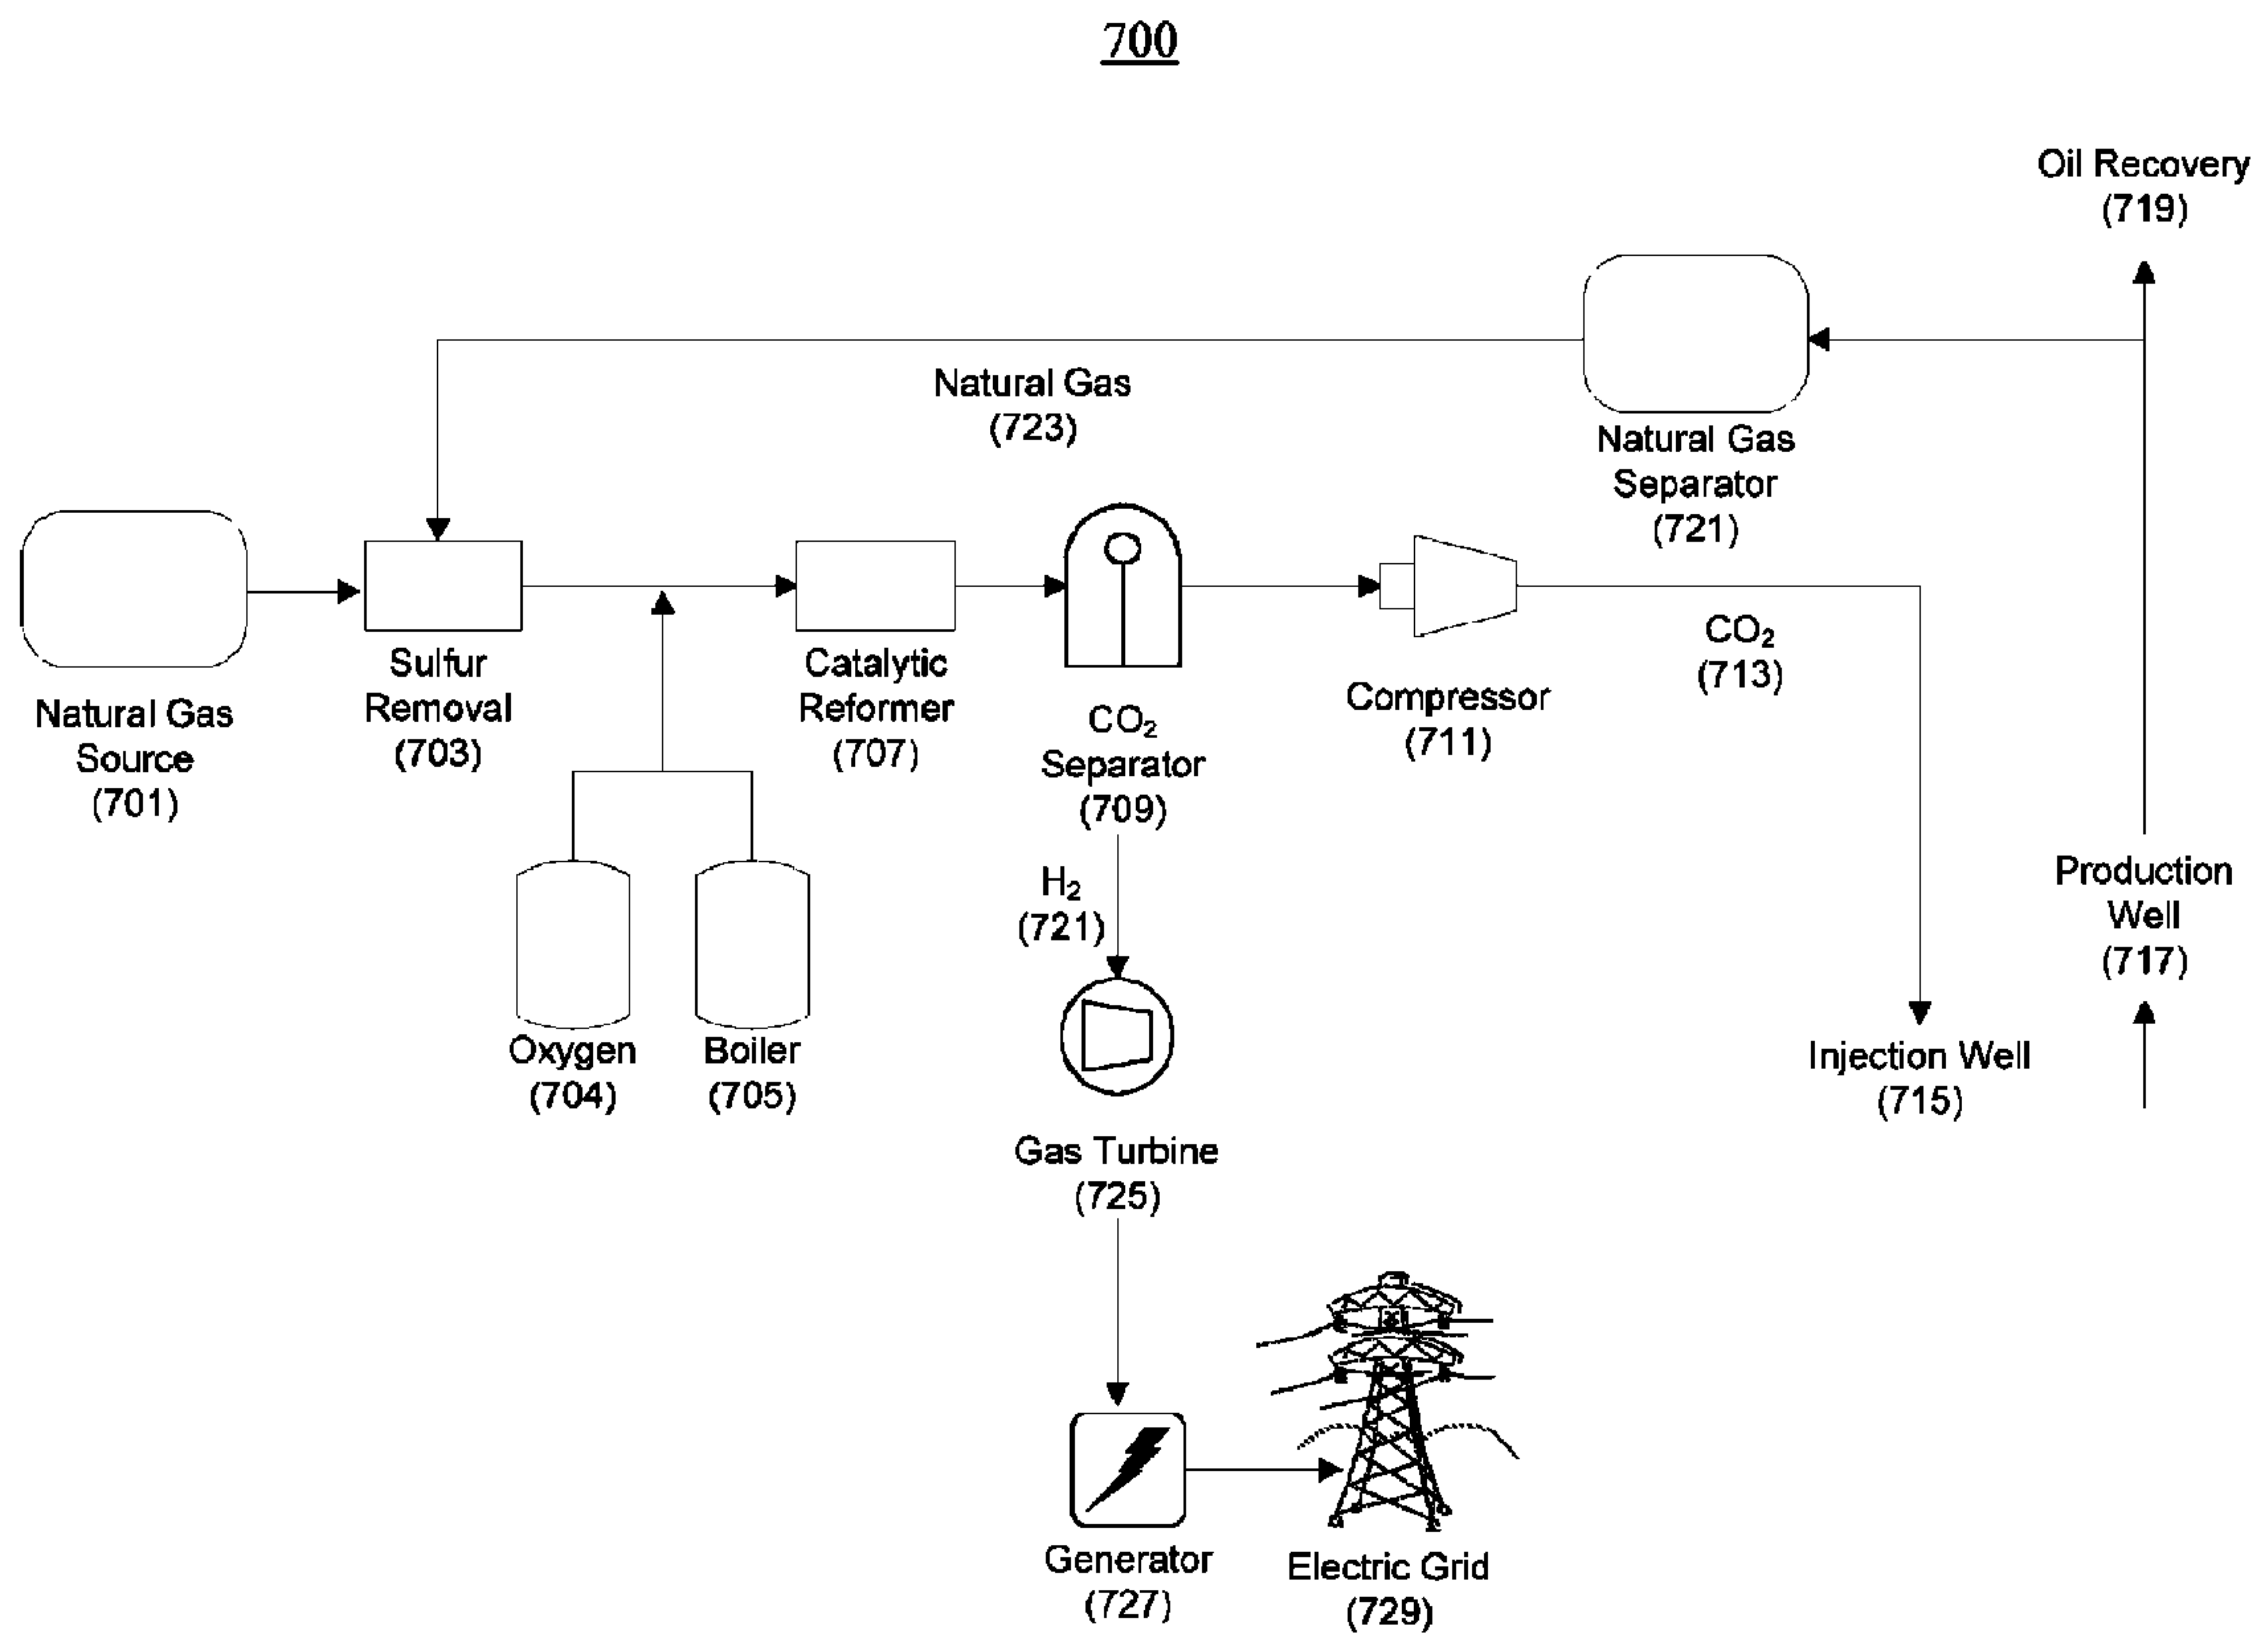 700
Oil Recovery
(719)
Natural Gas
(723)
Natural Gas
Separator
(721)
Natural Gas
Source
(701)
Sulfur
Removal
(703)
Catalytic
Reformer
(707)
CO₂
Separator
(709)
Compressor
(711)
CO₂
(713)
Oxygen
(704)
Boiler
(705)
H₂
(721)
Production
Well
(717)
Injection Well
(715)
Gas Turbine
(725)
Generator
(727)
Electric Grid
(729)